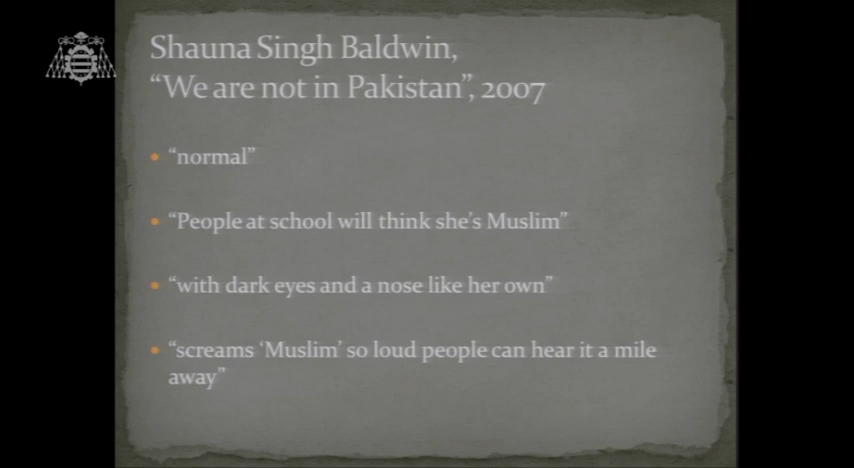 Shauna Singh Baldwin,
“We are not in Pakistan”, 2007
• “normal”
• “People at school will think she’s Muslim”
• “with dark eyes and a nose like her own”
• “screams ‘Muslim’ so loud people can hear it a mile
away”